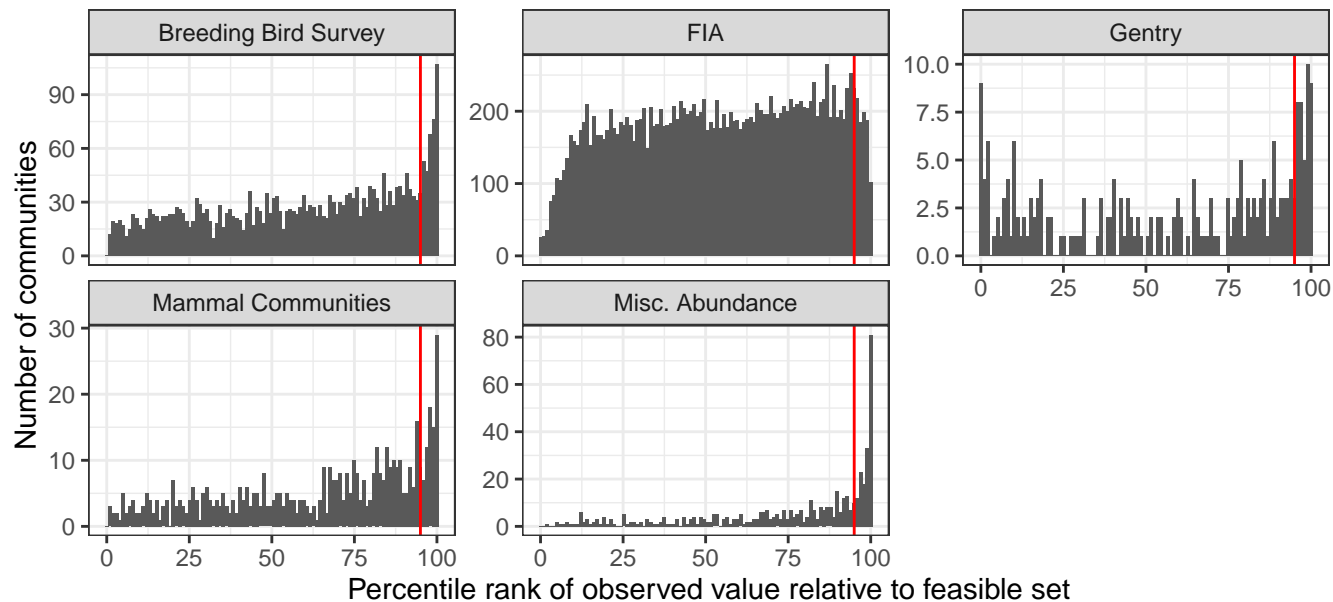 Breeding Bird Survey
FIA
Gentry
90
60
30
0
200
100
0
10.0
7.5
5.0
2.5
0.0
0 25 50 75 100
Number of communities
Mammal Communities
Misc. Abundance
30
20
10
0
80
60
40
20
0
0 25 50 75 100
0 25 50 75 100
Percentile rank of observed value relative to feasible set